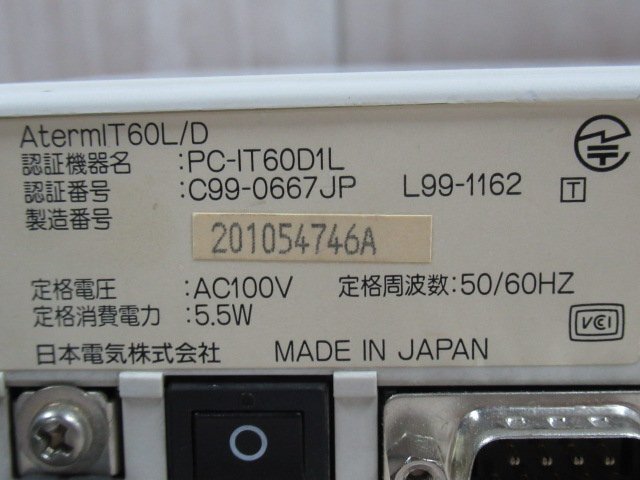 AtermIT60L/D
認証機器名 :PC-IT60D1L
認証番号 :C99-0667JP L99-1162 T
製造番号 201054746A
定格電圧 :AC100V 定格周波数:50/60HZ
定格消費電力 :5.5W
日本電気株式会社 MADE IN JAPAN
VCCI